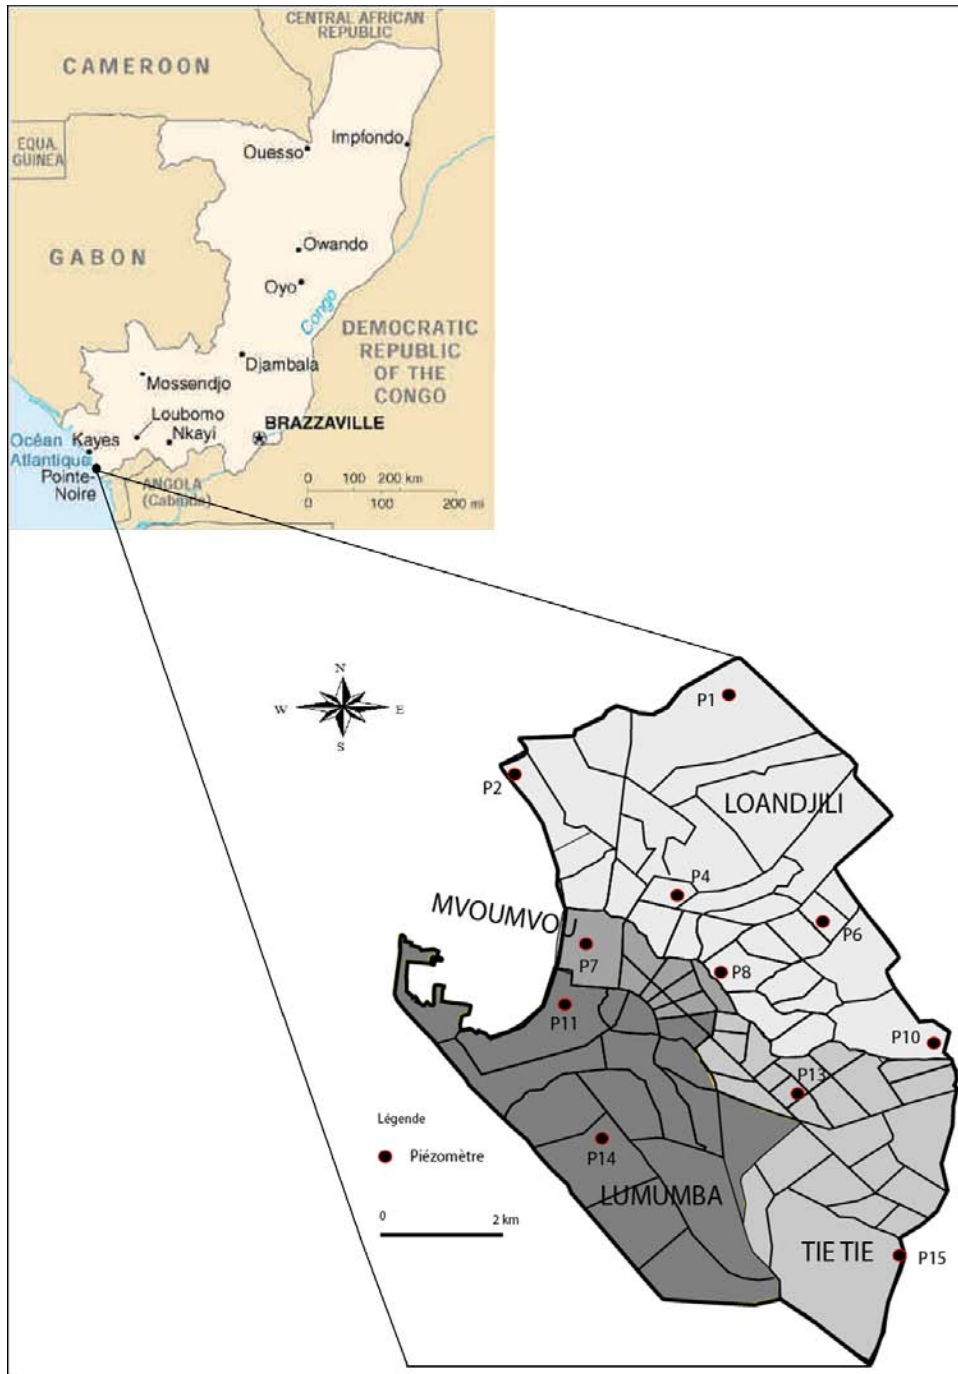 CENTRAL AFRICAN
REPUBLIC
CAMEROON
EQUA.
GUINEA
Impfondo
Ouesso
GABON
Owando
Oyo
Congo
DEMOCRATIC
REPUBLIC
OF THE
CONGO
Djambala
Mossendjo
Loubomo
BRAZZAVILLE
Nkayi
Océan
Atlantique
Kayes
Pointe-
Noire
ANGOLA
(Cabinda)
0 100 200 km
0 100 200 mi
N
W E
S
P1
P2
LOANDJILI
P4
MVOUMVOU
P6
P7
P8
P11
P10
P13
Légende
Piézomètre
P14
LUMUMBA
0 2 km
TIE TIE
P15